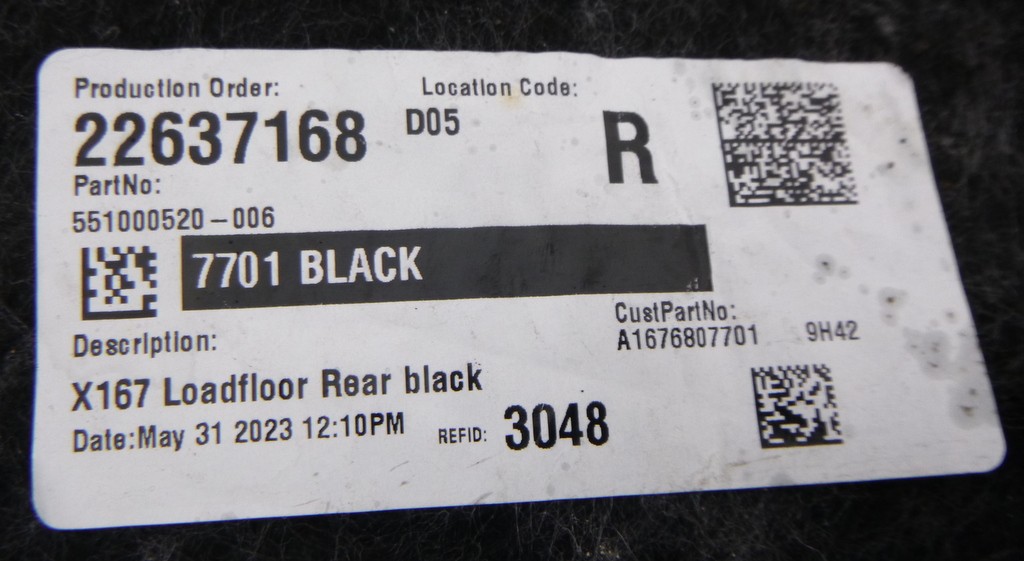 Production Order:
Location Code:
22637168
D05
R
PartNo:
551000520-006
7701 BLACK
CustPartNo:
A1676807701 9H42
Description:
X167 Loadfloor Rear black
Date:May 31 2023 12:10PM
REFID: 3048